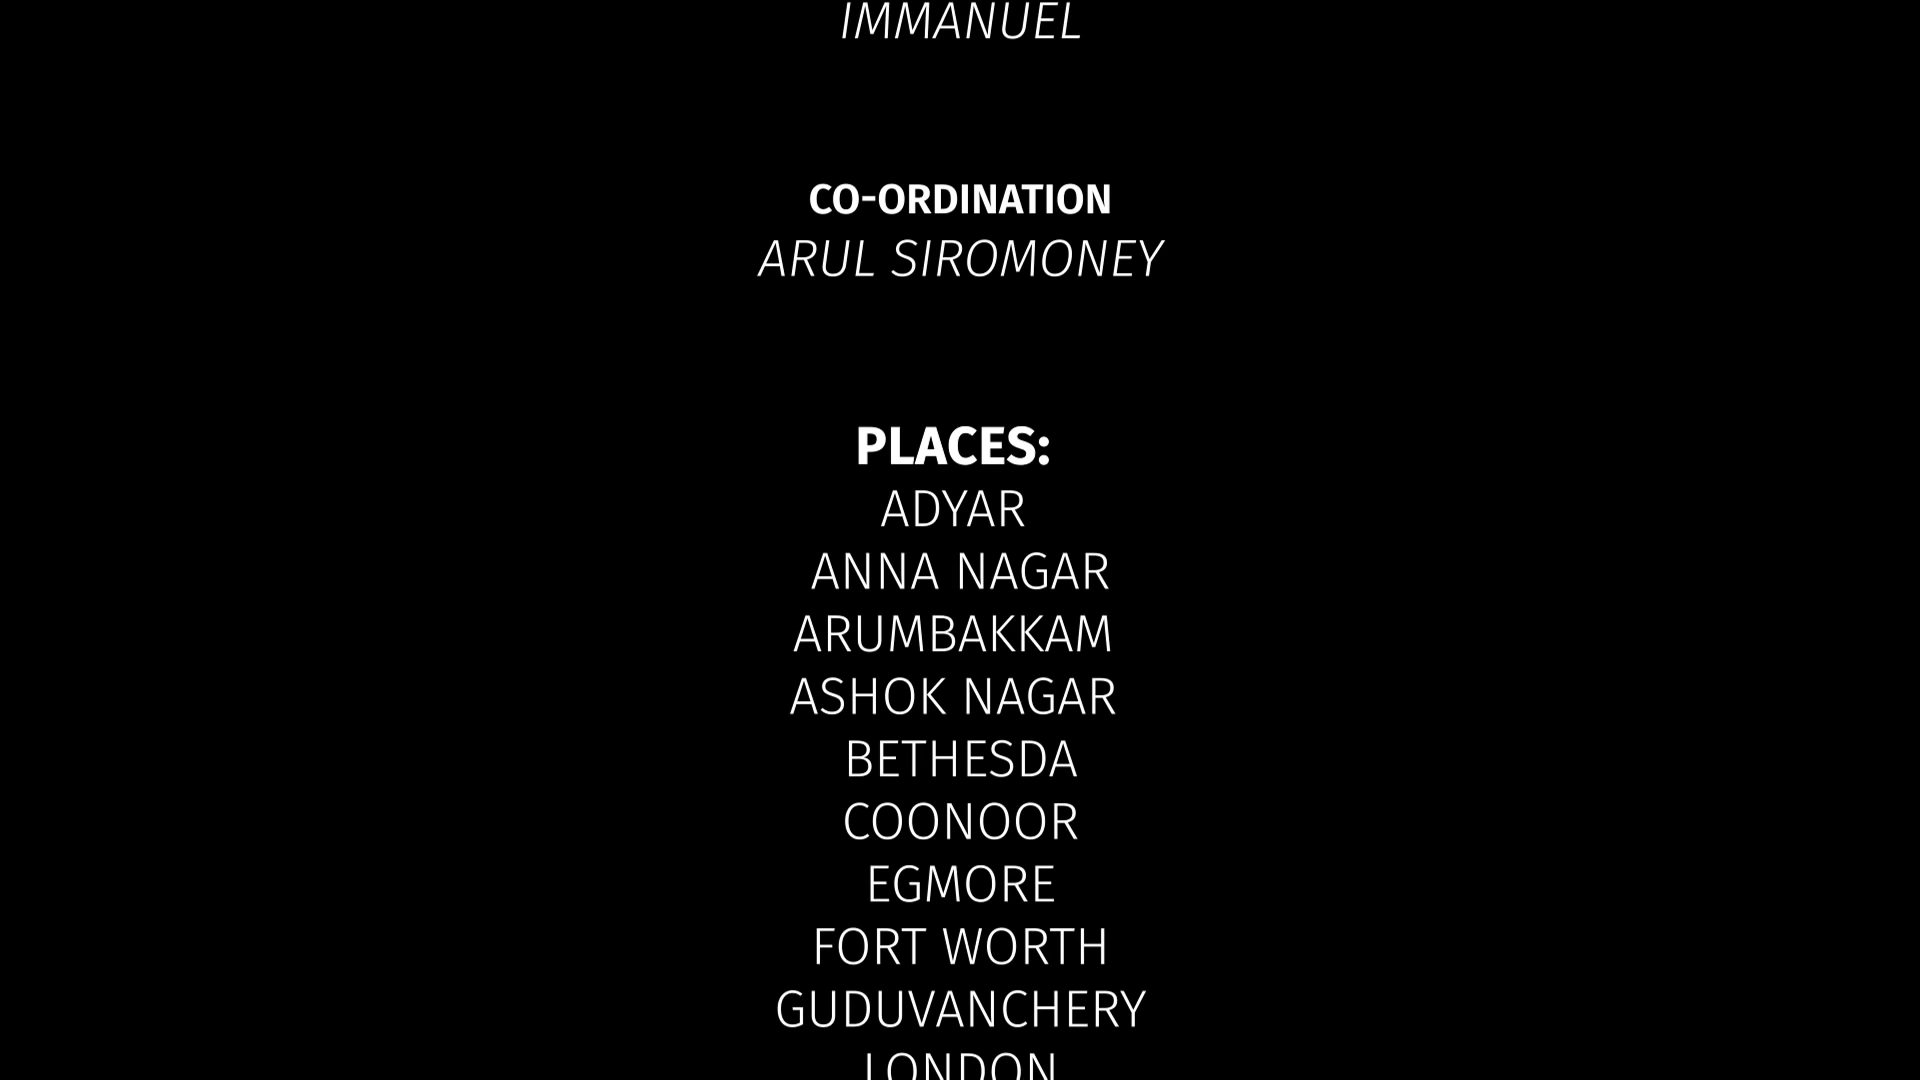 IMMANUEL
CO-ORDINATION
ARUL SIROMONEY
PLACES:
ADYAR
ANNA NAGAR
ARUMBAKKAM
ASHOK NAGAR
BETHESDA
COONOOR
EGMORE
FORT WORTH
GUDUVANCHERY
LONDON